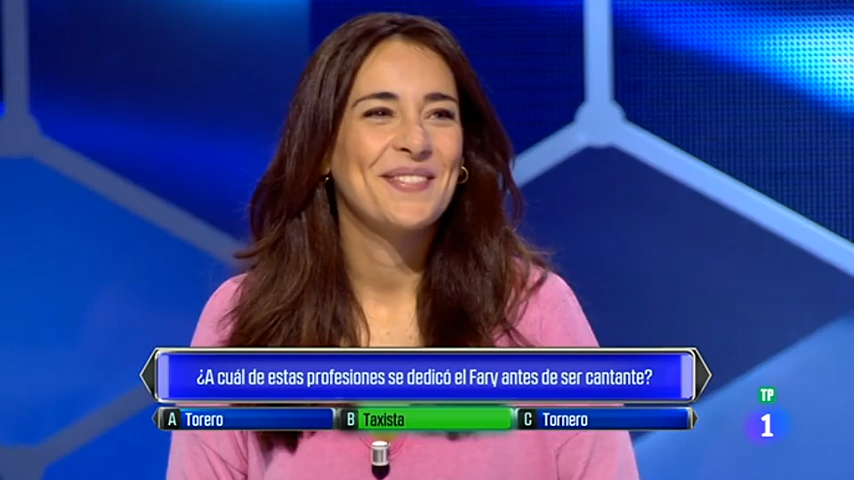 ¿A cuál de estas profesiones se dedicó el Fary antes de ser cantante?
A Torero
B Taxista
C Tornero
TP
1